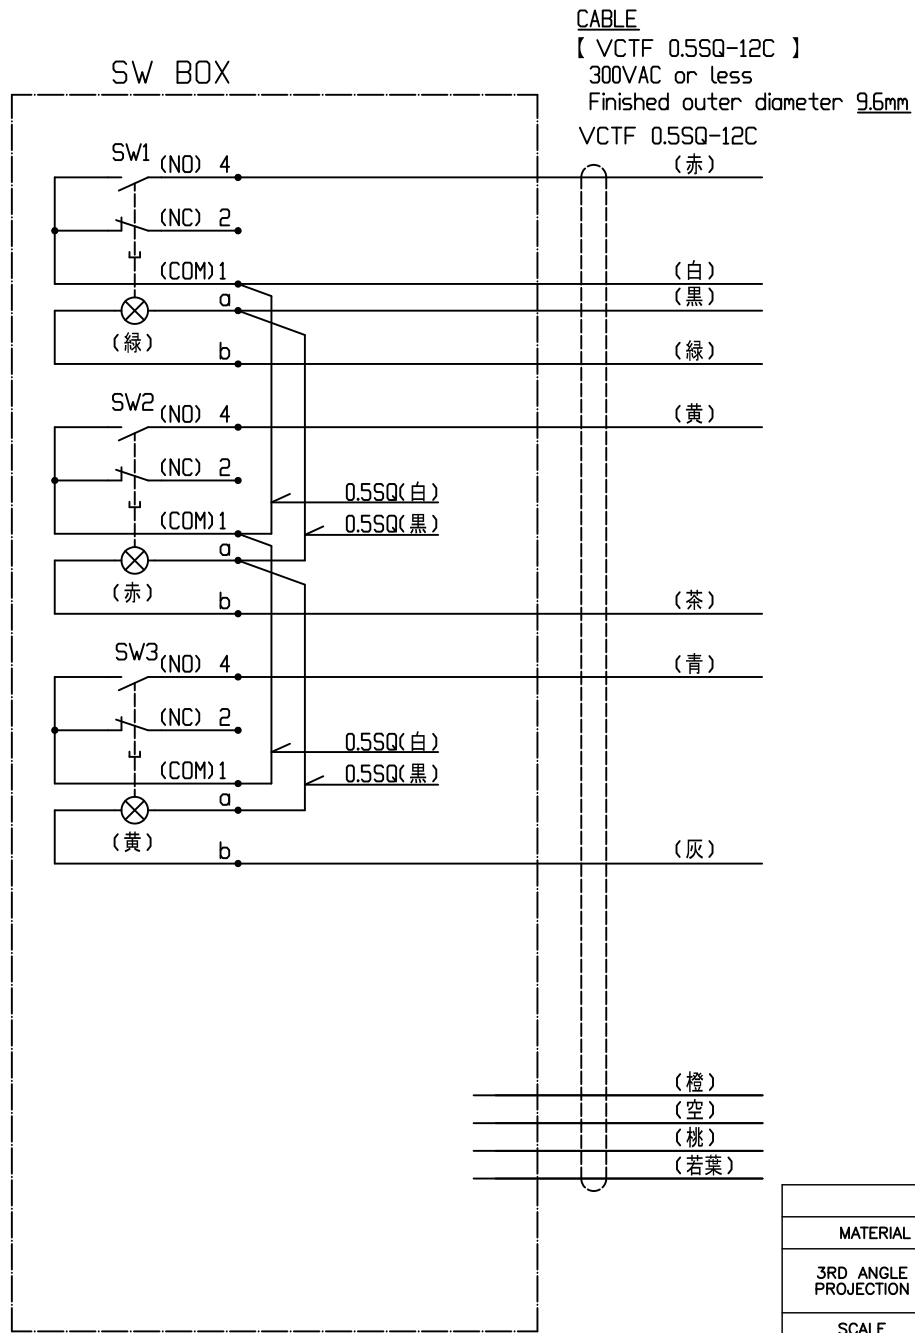 CABLE
【 VCTF 0.5SQ-12C 】
300VAC or less
Finished outer diameter 9.6mm
VCTF 0.5SQ-12C
SW BOX
SW1
(NO) 4
(赤)
(NC) 2
(COM) 1
(白)
a
(黒)
(緑)
b
(緑)
SW2
(NO) 4
(黄)
(NC) 2
0.5SQ(白)
(COM) 1
0.5SQ(黒)
a
(赤)
b
(茶)
SW3
(NO) 4
(青)
(NC) 2
0.5SQ(白)
(COM) 1
0.5SQ(黒)
a
(黄)
b
(灰)
(橙)
(空)
(桃)
(若葉)
MATERIAL
3RD ANGLE
PROJECTION
SCALE